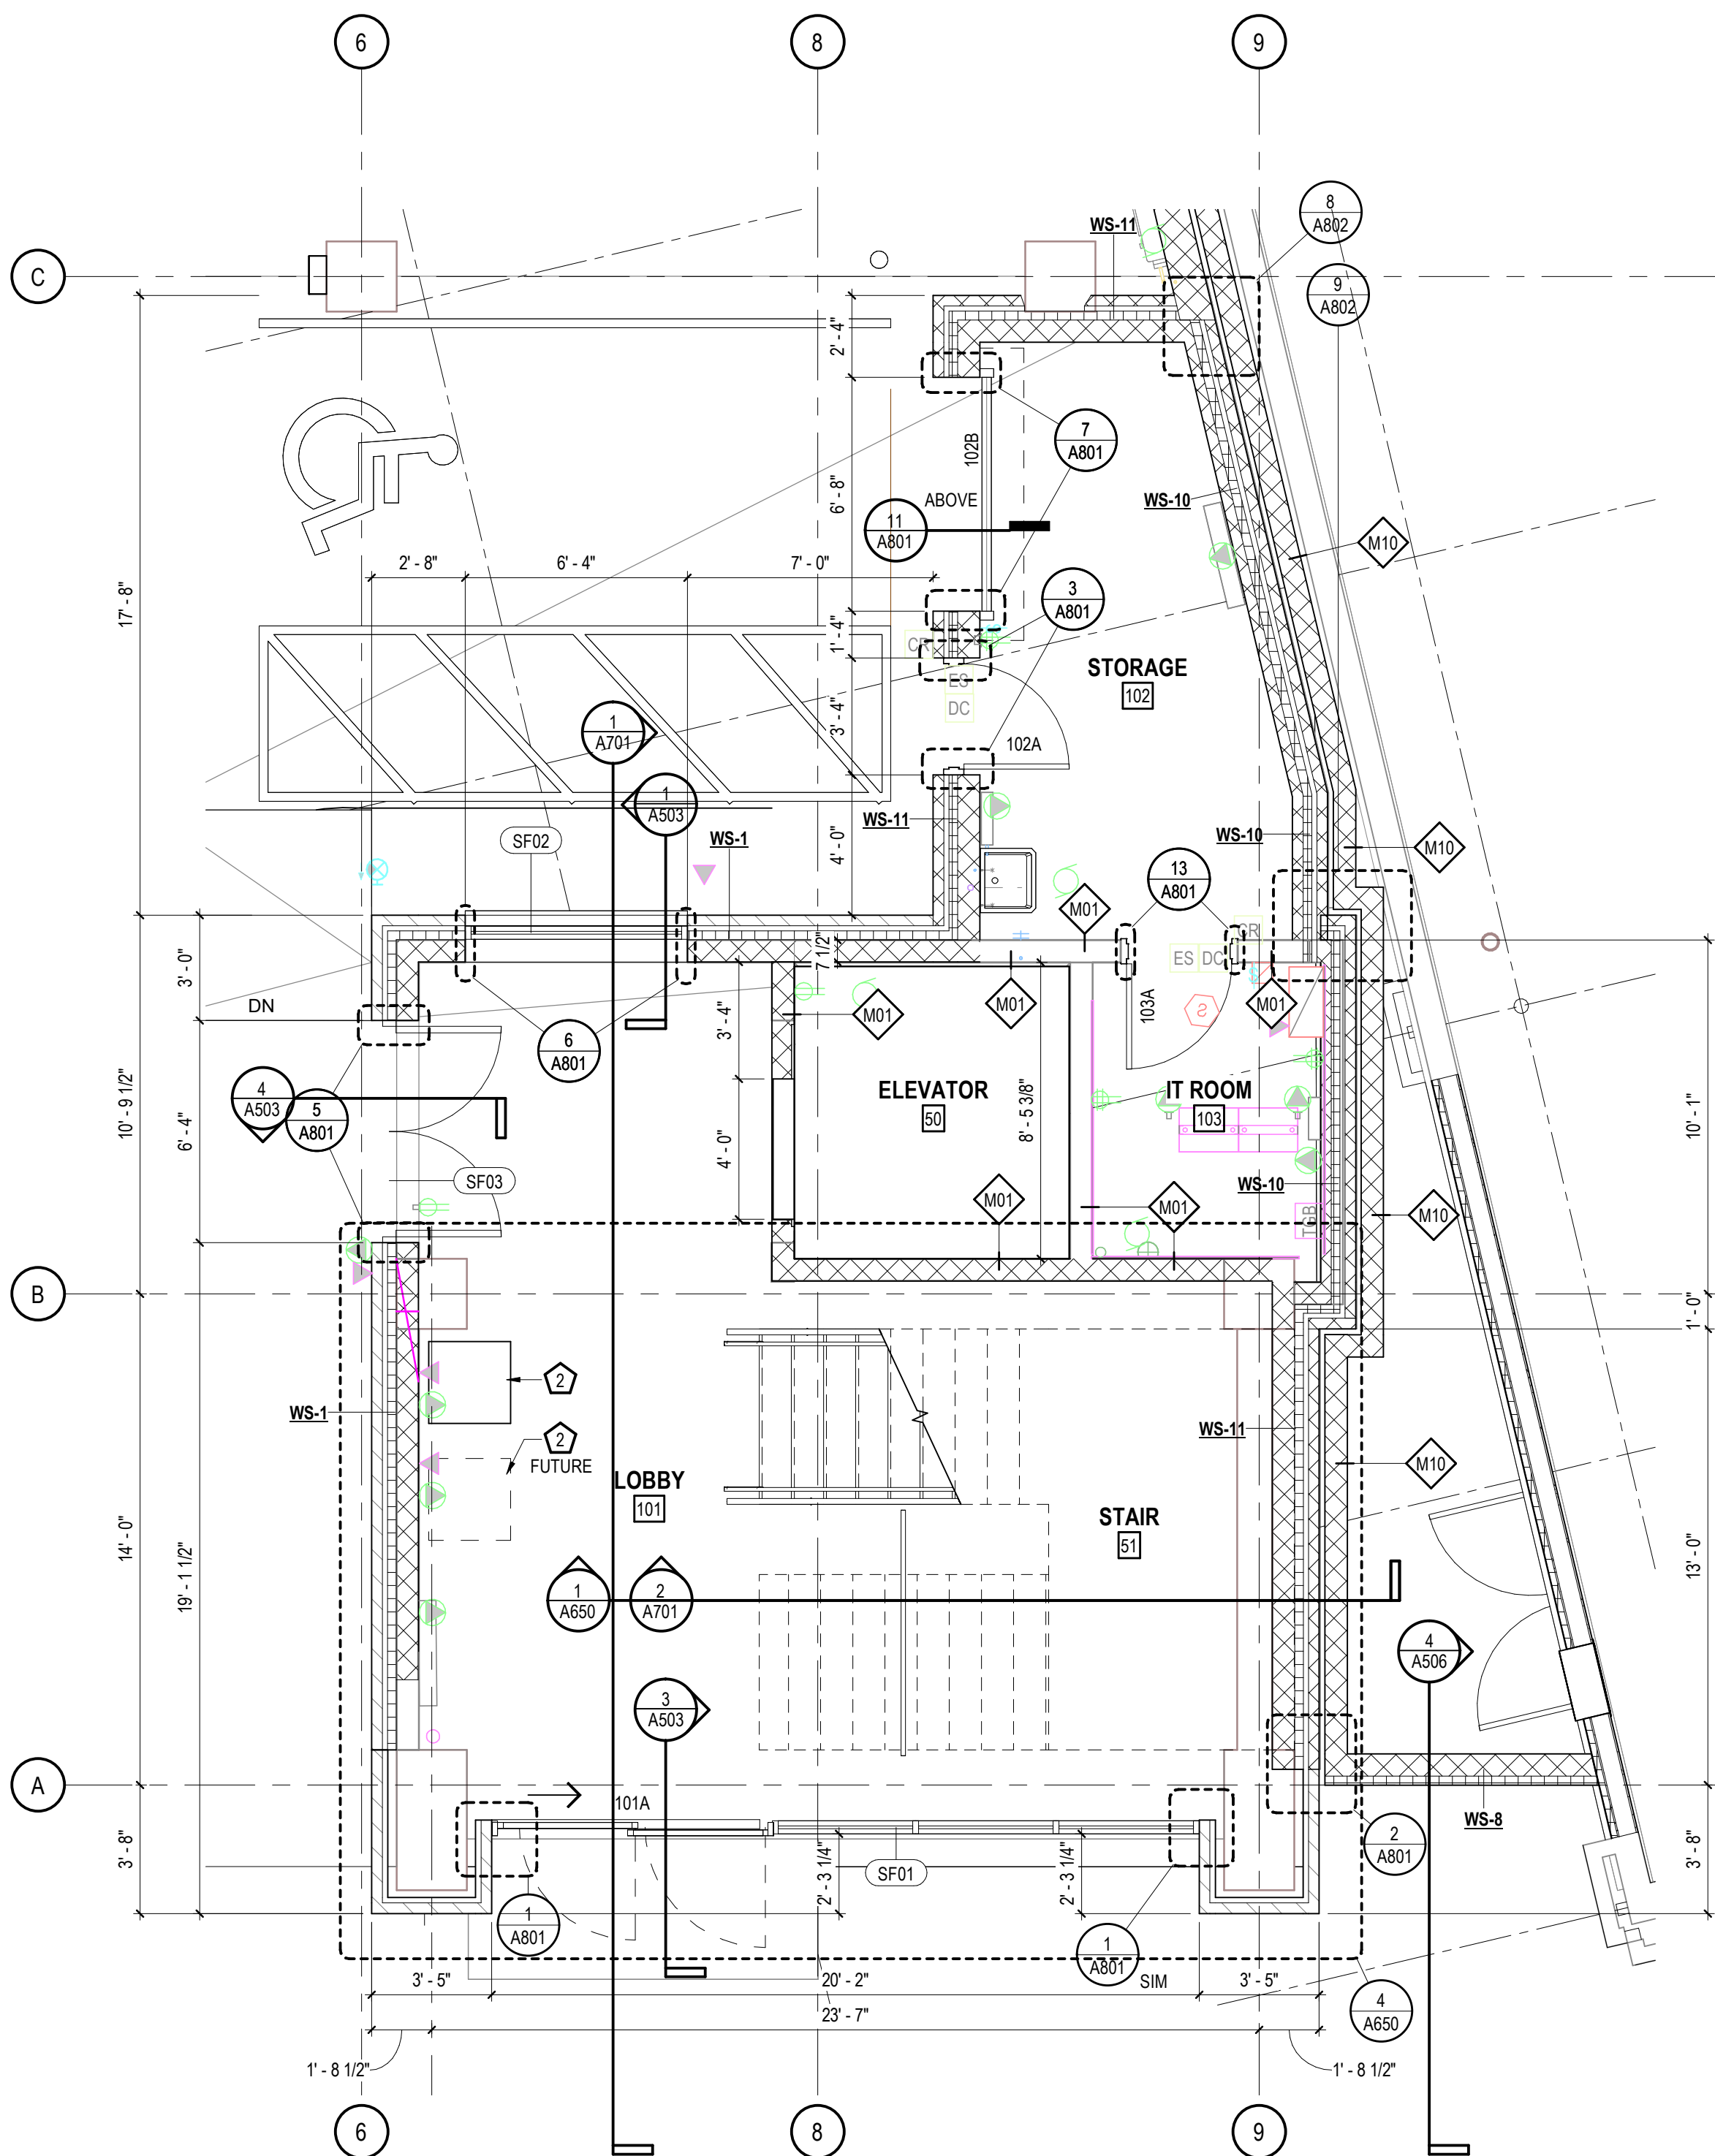 6
8
9
8
A802
WS-11
C
9
A802
2' - 4"
7
A801
102B
ABOVE
6' - 8"
WS-10
11
A801
M10
2' - 8"
6' - 4"
7' - 0"
3
A801
17' - 8"
1' - 4"
CR
ES
STORAGE
102
ES
DC
1
A701
3' - 4"
102A
1
A503
SF02
WS-1
WS-11
WS-10
M10
4' - 0"
13
A801
M01
CR
7 1/2"
ES
DC
3' - 0"
DN
M01
M01
103A
S
M01
6
A801
3' - 4"
4
A503
5
A801
ELEVATOR
50
IT ROOM
103
10' - 9 1/2"
6' - 4"
4' - 0"
8' - 5 3/8"
10' - 1"
SF03
M01
M01
WS-10
TGB
M10
B
1' - 0"
2
WS-1
2
FUTURE
WS-11
M10
LOBBY
101
STAIR
51
14' - 0"
19' - 1 1/2"
13' - 0"
1
A650
2
A701
4
A506
3
A503
A
101A
WS-8
2
A801
3' - 8"
2' - 3 1/4"
SF01
2' - 3 1/4"
3' - 8"
1
A801
1
A801
SIM
3' - 5"
20' - 2"
3' - 5"
23' - 7"
4
A650
1' - 8 1/2"
1' - 8 1/2"
6
8
9